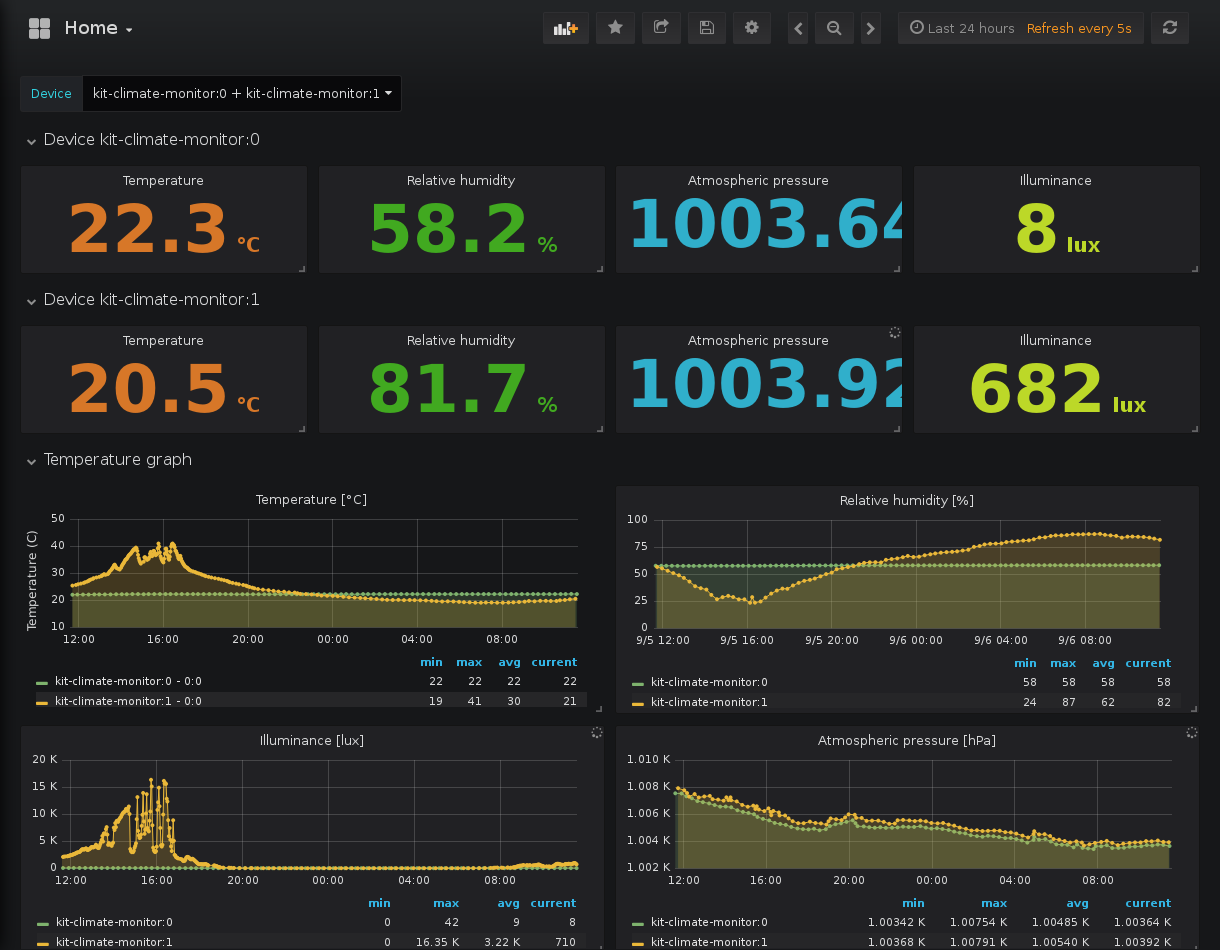 Home
Last 24 hours Refresh every 5s
Device kit-climate-monitor:0 + kit-climate-monitor:1
Device kit-climate-monitor:0
Temperature Relative humidity Atmospheric pressure Illuminance
22.3 °C 58.2 % 1003.64 8 lux
Device kit-climate-monitor:1
Temperature Relative humidity Atmospheric pressure Illuminance
20.5 °C 81.7 % 1003.92 682 lux
Temperature graph
Temperature [°C]
Temperature (C)
50
40
30
20
10
12:00 16:00 20:00 00:00 04:00 08:00
min max avg current
kit-climate-monitor:0 - 0:0 22 22 22 22
kit-climate-monitor:1 - 0:0 19 41 30 21
Relative humidity [%]
100
75
50
25
0
9/5 12:00 9/5 16:00 9/5 20:00 9/6 00:00 9/6 04:00 9/6 08:00
min max avg current
kit-climate-monitor:0 58 58 58 58
kit-climate-monitor:1 24 87 62 82
Illuminance [lux]
20 K
15 K
10 K
5 K
0
12:00 16:00 20:00 00:00 04:00 08:00
min max avg current
kit-climate-monitor:0 0 42 9 8
kit-climate-monitor:1 0 16.35 K 3.22 K 710
Atmospheric pressure [hPa]
1.010 K
1.008 K
1.006 K
1.004 K
1.002 K
12:00 16:00 20:00 00:00 04:00 08:00
min max avg current
kit-climate-monitor:0 1.00342 K 1.00754 K 1.00485 K 1.00364 K
kit-climate-monitor:1 1.00368 K 1.00791 K 1.00540 K 1.00392 K